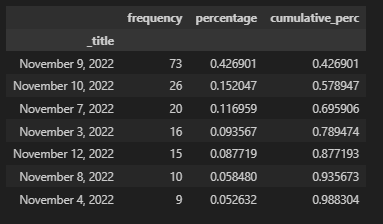 frequency percentage cumulative_perc
_title
November 9, 2022 73 0.426901 0.426901
November 10, 2022 26 0.152047 0.578947
November 7, 2022 20 0.116959 0.695906
November 3, 2022 16 0.093567 0.789474
November 12, 2022 15 0.087719 0.877193
November 8, 2022 10 0.058480 0.935673
November 4, 2022 9 0.052632 0.988304